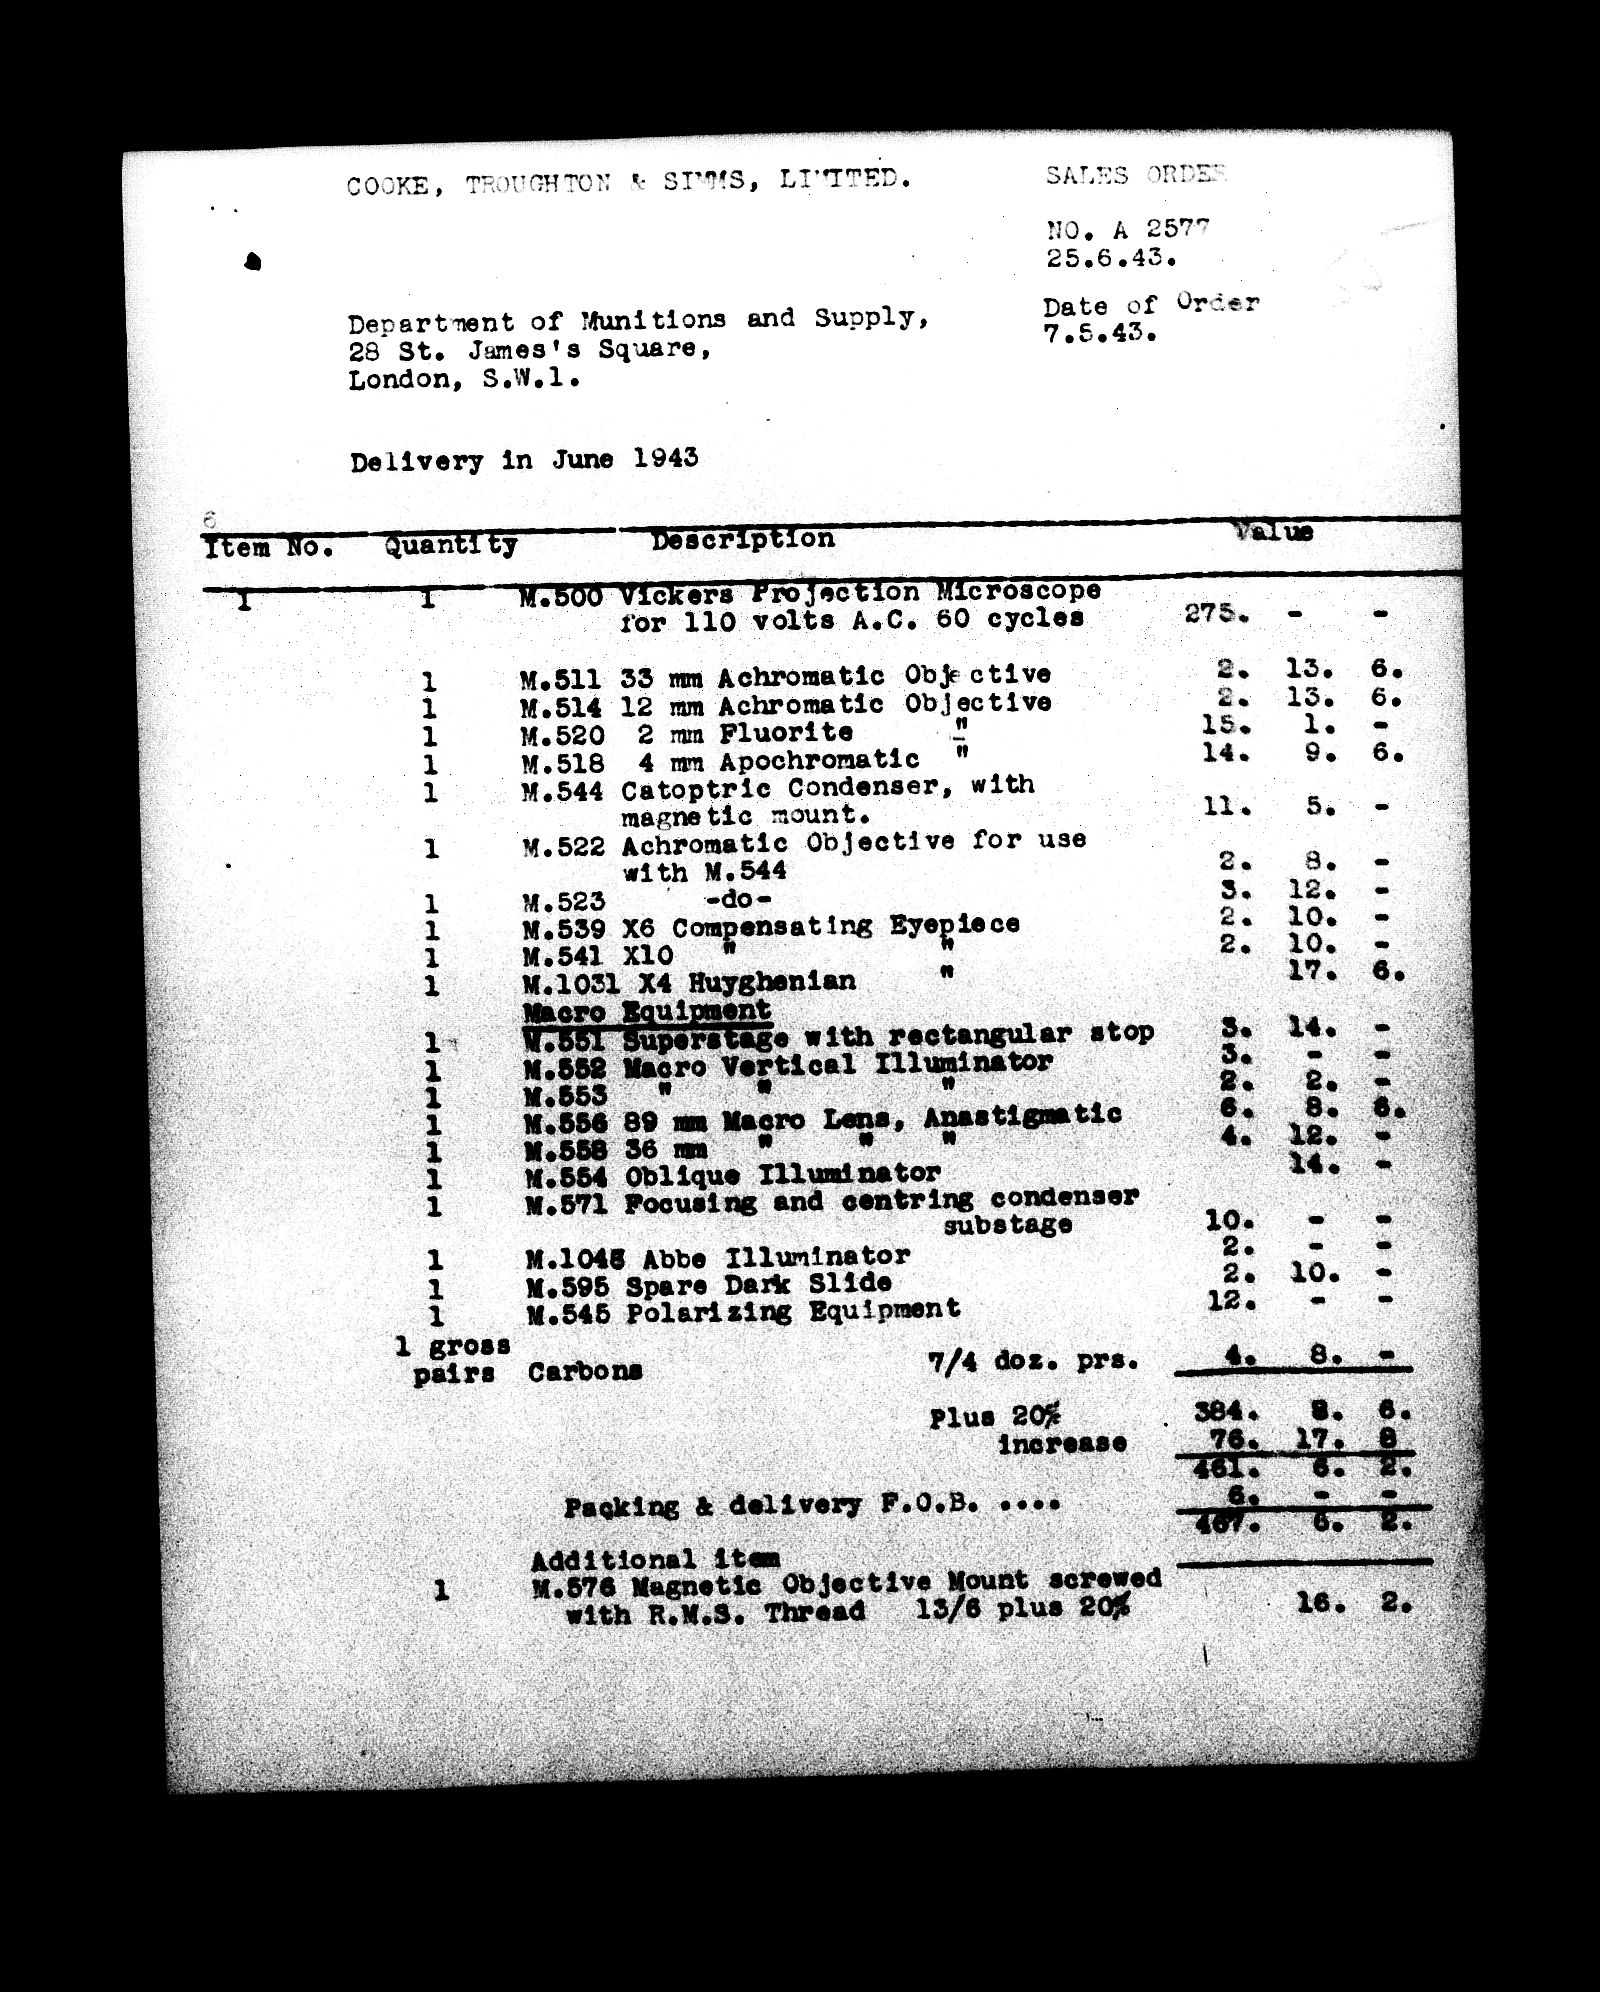 COOKE, TROUGHTON & SIMMS, LIMITED. SALES ORDER
NO. A 2577
25.6.43.
Date of Order
7.5.43.
Department of Munitions and Supply,
28 St. James's Square,
London, S.W.1.
Delivery in June 1943
6
Item No. Quantity Description Value
1 1 M.500 Vickers Projection Microscope
for 110 volts A.C. 60 cycles 275. - -
1 M.511 33 mm Achromatic Objective 2. 13. 6.
1 M.514 12 mm Achromatic Objective 2. 13. 6.
1 M.520 2 mm Fluorite " 15. 1. -
1 M.518 4 mm Apochromatic " 14. 9. 6.
1 M.544 Catoptric Condenser, with
magnetic mount. 11. 5. -
1 M.522 Achromatic Objective for use
with M.544 2. 8. -
1 M.523 -do- 3. 12. -
1 M.539 X6 Compensating Eyepiece 2. 10. -
1 M.541 X10 " " 2. 10. -
1 M.1031 X4 Huyghenian " 17. 6.
Macro Equipment
1 M.551 Superstage with rectangular stop 3. 14. -
1 M.552 Macro Vertical Illuminator 3. - -
1 M.553 " " " 2. 2. -
1 M.556 89 mm Macro Lens, Anastigmatic 6. 8. 6.
1 M.558 36 mm " " " 4. 12. -
1 M.554 Oblique Illuminator 14. -
1 M.571 Focusing and centring condenser
substage 10. - -
1 Abbe Illuminator 2. - -
1 M.595 Spare Dark Slide 2. 10. -
1 M.545 Polarizing Equipment 12. - -
1 gross
pairs Carbons 7/4 doz. prs. 4. 8. -
Plus 20% 384. 8. 6.
increase 76. 17. 8
461. 6. 2.
Packing & delivery F.O.B. .... 6. - -
467. 6. 2.
Additional item
1 M.576 Magnetic Objective Mount screwed
with R.M.S. Thread 13/6 plus 20% 16. 2.